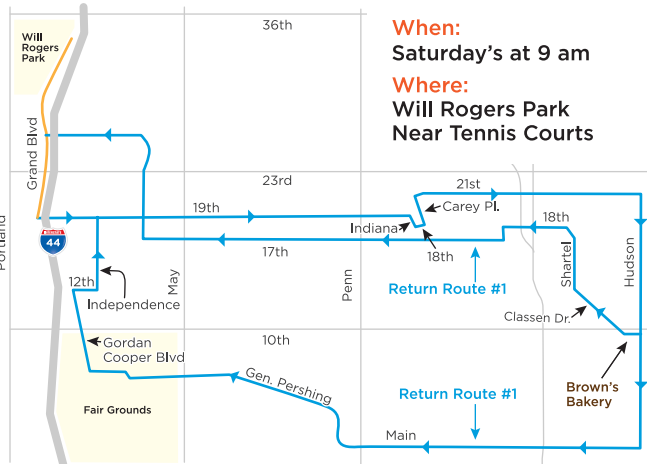 36th
Will
Rogers
Park
When:
Saturday’s at 9 am
Where:
Will Rogers Park
Near Tennis Courts
Grand Blvd
23rd
21st
19th
Carey Pl.
Indiana
18th
18th
Portland
44
17th
12th
May
Penn
Shartel
Hudson
Independence
Return Route #1
Classen Dr.
10th
Gordan
Cooper Blvd
Gen. Pershing
Brown’s
Bakery
Return Route #1
Fair Grounds
Main